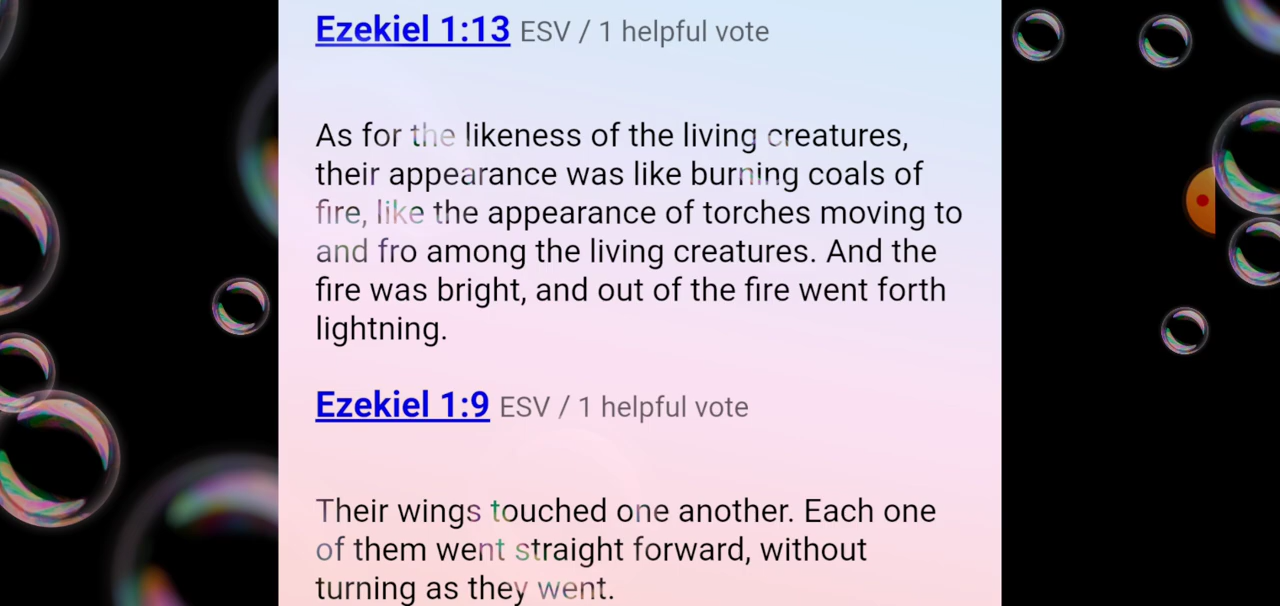 Ezekiel 1:13 ESV / 1 helpful vote
As for the likeness of the living creatures,
their appearance was like burning coals of
fire, like the appearance of torches moving to
and fro among the living creatures. And the
fire was bright, and out of the fire went forth
lightning.
Ezekiel 1:9 ESV / 1 helpful vote
Their wings touched one another. Each one
of them went straight forward, without
turning as they went.